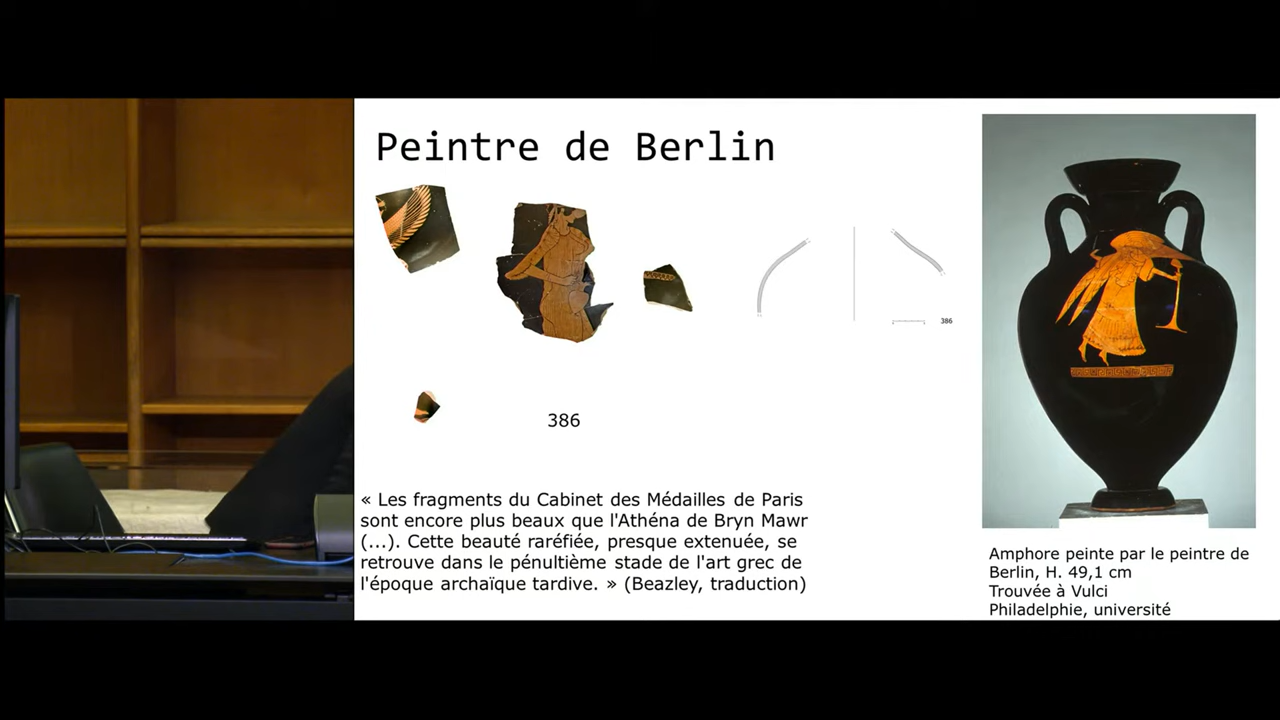 Peintre de Berlin
386
386
« Les fragments du Cabinet des Médailles de Paris
sont encore plus beaux que l'Athéna de Bryn Mawr
(...). Cette beauté raréfiée, presque extenuée, se
retrouve dans le pénultième stade de l'art grec de
l'époque archaïque tardive. » (Beazley, traduction)
Amphore peinte par le peintre de
Berlin, H. 49,1 cm
Trouvée à Vulci
Philadelphie, université